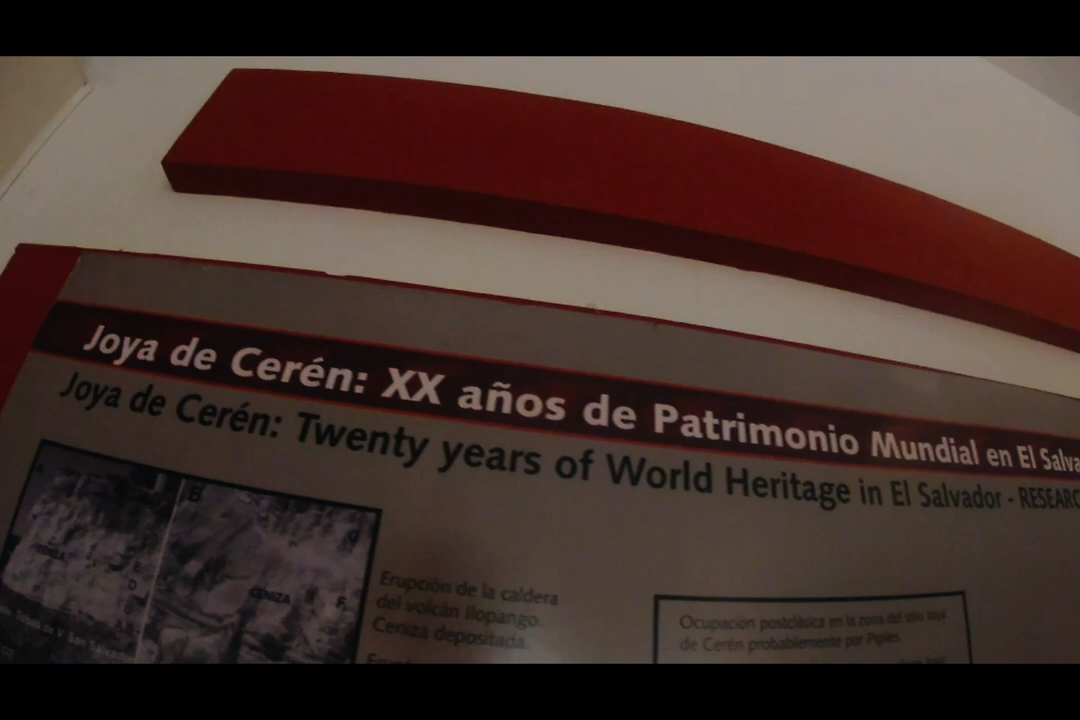 Joya de Cerén: XX años de Patrimonio Mundial en El Salva
Joya de Cerén: Twenty years of World Heritage in El Salvador - RESEARC
A
B
C
CENIZA
E
D
F
Erupción de la caldera
del volcán Ilopango.
Ceniza depositada.
Ocupación postclásica en la zona del sitio
de Cerén probablemente por Pipiles.